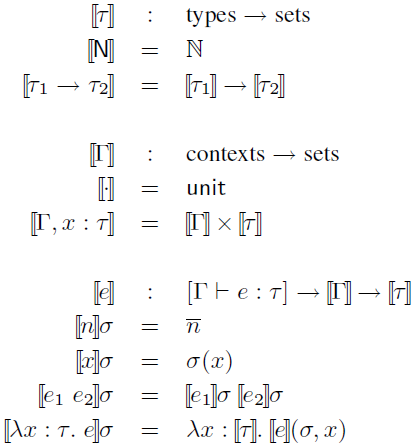 ⟦τ⟧ : types → sets
⟦N⟧ = ℕ
⟦τ₁ → τ₂⟧ = ⟦τ₁⟧ → ⟦τ₂⟧
⟦Γ⟧ : contexts → sets
⟦·⟧ = unit
⟦Γ, x : τ⟧ = ⟦Γ⟧ × ⟦τ⟧
⟦e⟧ : [Γ ⊢ e : τ] → ⟦Γ⟧ → ⟦τ⟧
⟦n⟧σ = n̅
⟦x⟧σ = σ(x)
⟦e₁ e₂⟧σ = ⟦e₁⟧σ ⟦e₂⟧σ
⟦λx : τ. e⟧σ = λx : ⟦τ⟧. ⟦e⟧(σ, x)